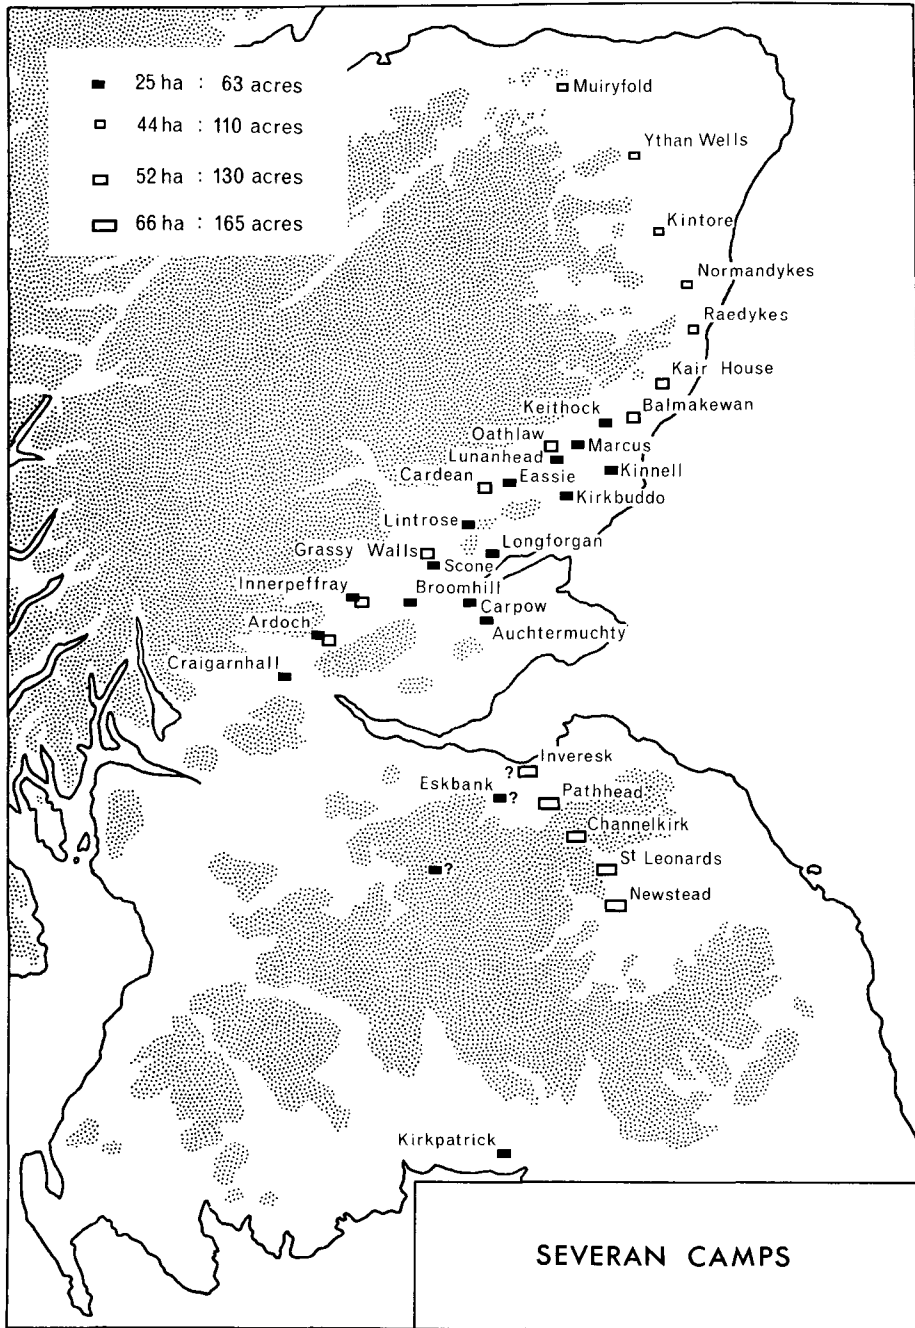 25 ha : 63 acres
44 ha : 110 acres
52 ha : 130 acres
66 ha : 165 acres
Muiryfold
Ythan Wells
Kintore
Normandykes
Raedykes
Kair House
Balmakewan
Keithock
Oathlaw
Marcus
Lunanhead
Kinnell
Cardean
Eassie
Kirkbuddo
Lintrose
Longforgan
Grassy Walls
Scone
Innerpeffray
Broomhill
Carpow
Ardoch
Auchtermuchty
Craigarnhall
Inveresk
?
Eskbank
?
Pathhead
Channelkirk
St Leonards
?
Newstead
Kirkpatrick
SEVERAN CAMPS